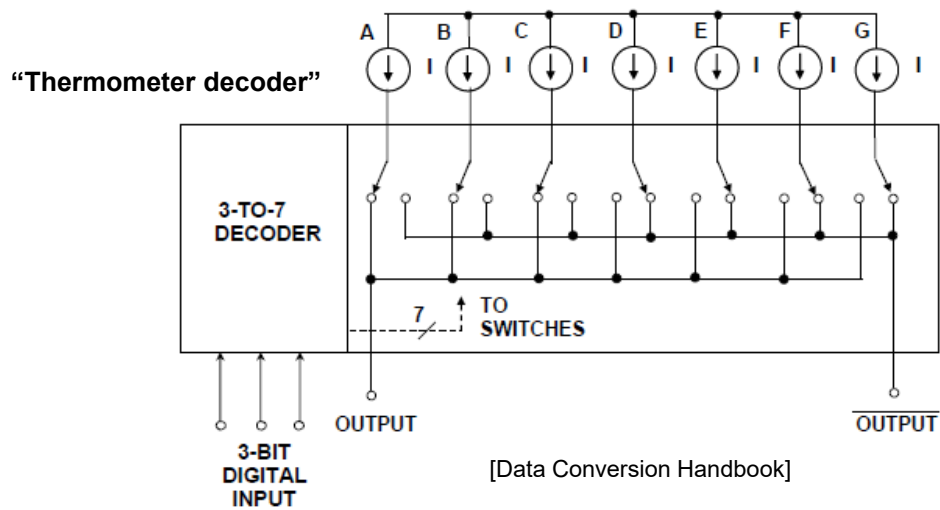 A B C D E F G
I I I I I I I
“Thermometer decoder”
3-TO-7
DECODER
7
TO
SWITCHES
OUTPUT
OUTPUT
3-BIT
DIGITAL
INPUT
[Data Conversion Handbook]